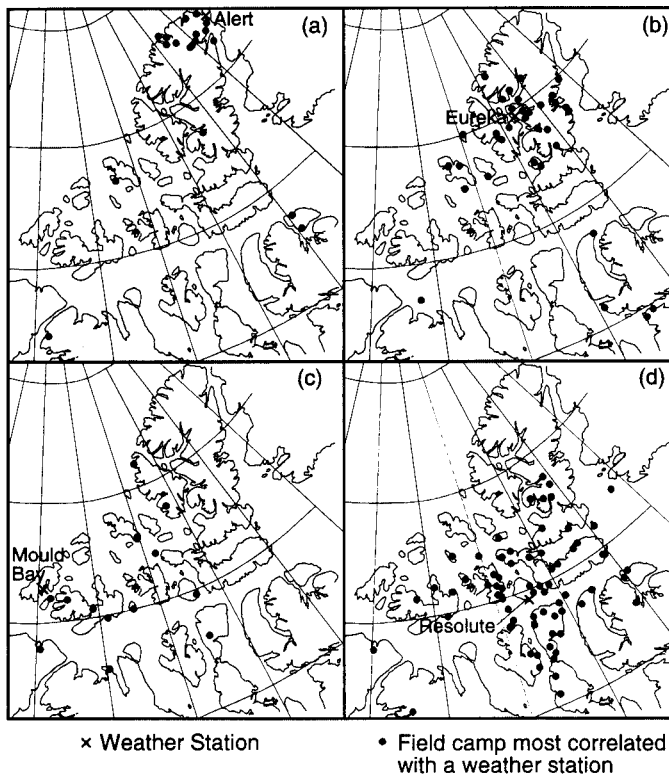 (a)
Alert
(b)
Eureka
(c)
Mould
Bay
(d)
Resolute
× Weather Station
• Field camp most correlated
with a weather station